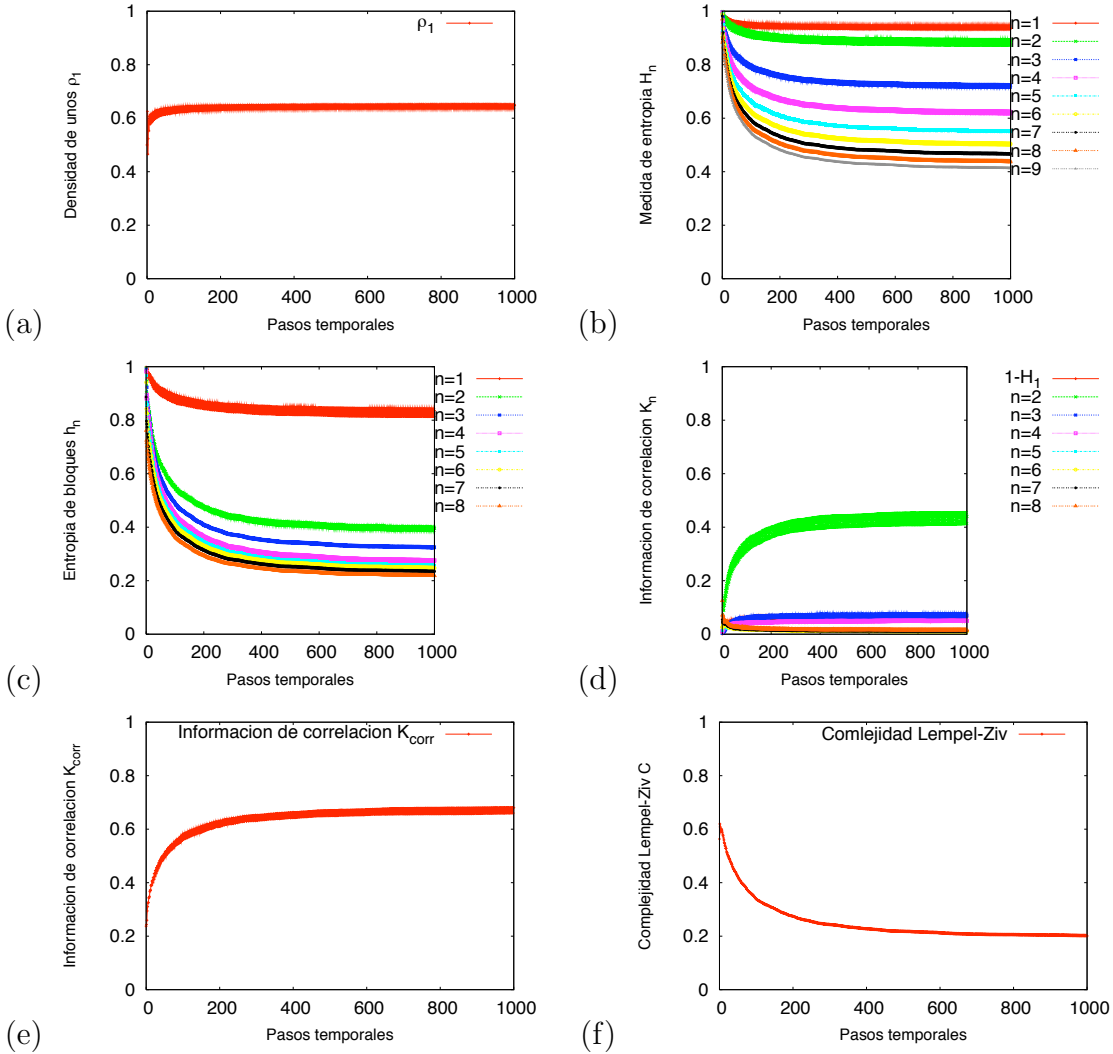 1
0.8
0.6
0.4
0.2
0
0 200 400 600 800 1000
Densidad de unos ρ1
Pasos temporales
ρ1
(a)
1
0.8
0.6
0.4
0.2
0
0 200 400 600 800 1000
Medida de entropia Hn
Pasos temporales
n=1
n=2
n=3
n=4
n=5
n=6
n=7
n=8
n=9
(b)
1
0.8
0.6
0.4
0.2
0
0 200 400 600 800 1000
Entropia de bloques hn
Pasos temporales
n=1
n=2
n=3
n=4
n=5
n=6
n=7
n=8
(c)
1
0.8
0.6
0.4
0.2
0
0 200 400 600 800 1000
Informacion de correlacion Kn
Pasos temporales
1-H1
n=2
n=3
n=4
n=5
n=6
n=7
n=8
(d)
1
0.8
0.6
0.4
0.2
0
0 200 400 600 800 1000
Informacion de correlacion Kcorr
Pasos temporales
Informacion de correlacion Kcorr
(e)
1
0.8
0.6
0.4
0.2
0
0 200 400 600 800 1000
Complejidad Lempel-Ziv C
Pasos temporales
Comlejidad Lempel-Ziv
(f)